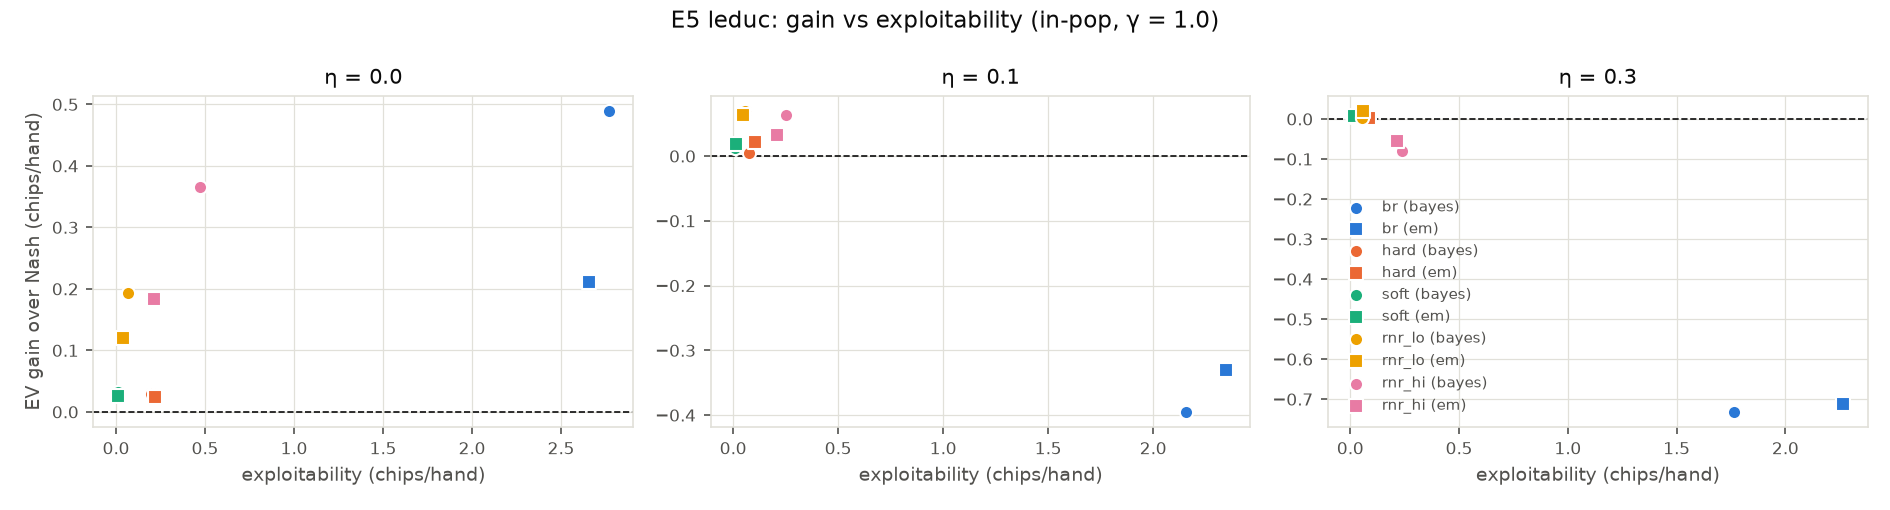 E5 leduc: gain vs exploitability (in-pop, γ = 1.0)
η = 0.0
EV gain over Nash (chips/hand)
0.5
0.4
0.3
0.2
0.1
0.0
0.0 0.5 1.0 1.5 2.0 2.5
exploitability (chips/hand)
η = 0.1
0.0
−0.1
−0.2
−0.3
−0.4
0.0 0.5 1.0 1.5 2.0
exploitability (chips/hand)
η = 0.3
0.0
−0.1
−0.2
−0.3
−0.4
−0.5
−0.6
−0.7
br (bayes)
br (em)
hard (bayes)
hard (em)
soft (bayes)
soft (em)
rnr_lo (bayes)
rnr_lo (em)
rnr_hi (bayes)
rnr_hi (em)
0.0 0.5 1.0 1.5 2.0
exploitability (chips/hand)